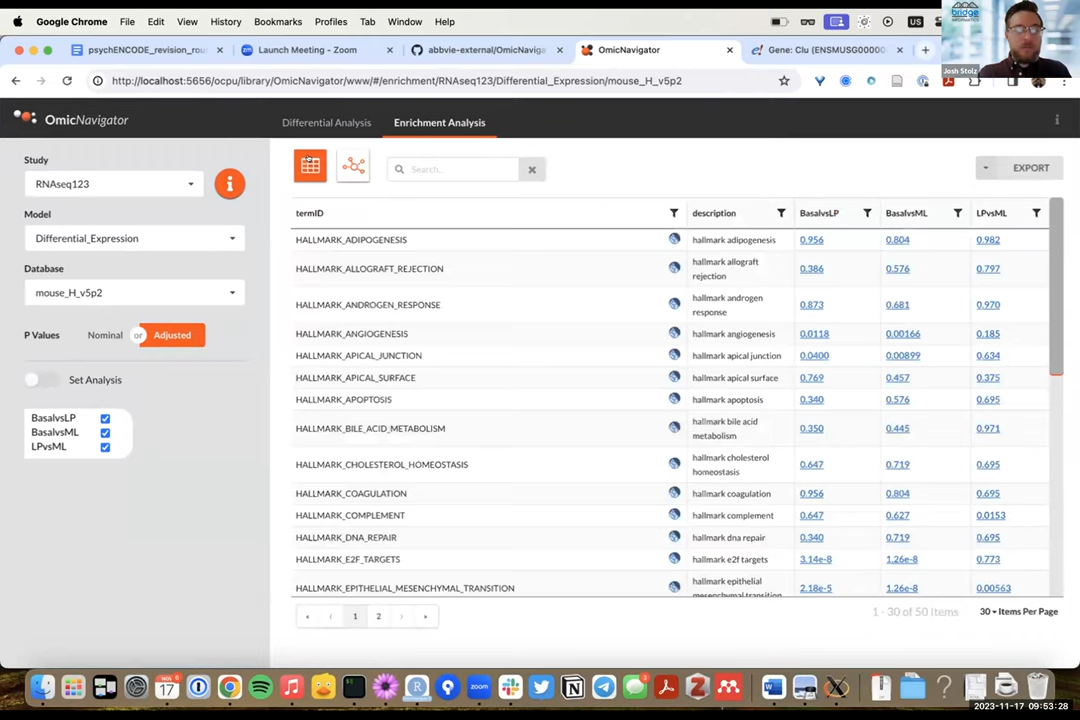 Google Chrome File Edit View History Bookmarks Profiles Tab Window Help
US
bridge
INFORMATICS
Josh Stolz
psychENCODE_revision_rou
Launch Meeting - Zoom
abbvie-external/OmicNaviga
OmicNavigator
Gene: Clu (ENSMUSG0000
http://localhost:5656/ocpu/library/OmicNavigator/www/#/enrichment/RNAseq123/Differential_Expression/mouse_H_v5p2
OmicNavigator
Differential Analysis Enrichment Analysis
Study
RNAseq123
Model
Differential_Expression
Database
mouse_H_v5p2
P Values Nominal or Adjusted
Set Analysis
BasalvsLP
BasalvsML
LPvsML
Search...
EXPORT
termID description BasalvsLP BasalvsML LPvsML
HALLMARK_ADIPOGENESIS hallmark adipogenesis 0.956 0.804 0.982
HALLMARK_ALLOGRAFT_REJECTION hallmark allograft rejection 0.386 0.576 0.797
HALLMARK_ANDROGEN_RESPONSE hallmark androgen response 0.873 0.681 0.970
HALLMARK_ANGIOGENESIS hallmark angiogenesis 0.0118 0.00166 0.185
HALLMARK_APICAL_JUNCTION hallmark apical junction 0.0400 0.00899 0.634
HALLMARK_APICAL_SURFACE hallmark apical surface 0.769 0.457 0.375
HALLMARK_APOPTOSIS hallmark apoptosis 0.340 0.576 0.695
HALLMARK_BILE_ACID_METABOLISM hallmark bile acid metabolism 0.350 0.445 0.971
HALLMARK_CHOLESTEROL_HOMEOSTASIS hallmark cholesterol homeostasis 0.647 0.719 0.695
HALLMARK_COAGULATION hallmark coagulation 0.956 0.804 0.695
HALLMARK_COMPLEMENT hallmark complement 0.647 0.627 0.0153
HALLMARK_DNA_REPAIR hallmark dna repair 0.340 0.719 0.695
HALLMARK_E2F_TARGETS hallmark e2f targets 3.14e-8 1.26e-8 0.773
HALLMARK_EPITHELIAL_MESENCHYMAL_TRANSITION hallmark epithelial mesenchymal transition 2.18e-5 1.26e-8 0.00563
« ‹ 1 2 › »
1 - 30 of 50 Items 30 Items Per Page
NOV
17
zoom
2023-11-17 09:53:28